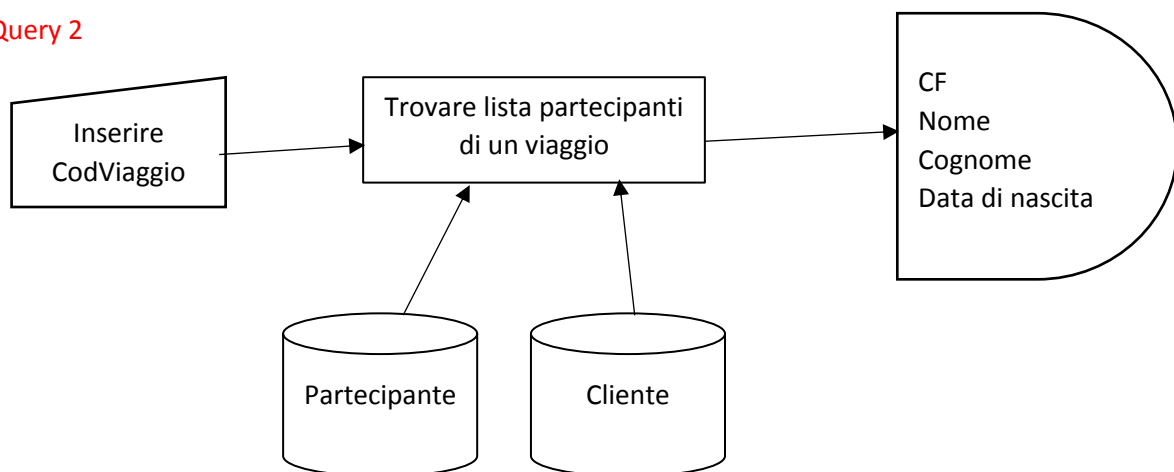 Query 2
Inserire
CodViaggio
Trovare lista partecipanti
di un viaggio
CF
Nome
Cognome
Data di nascita
Partecipante
Cliente